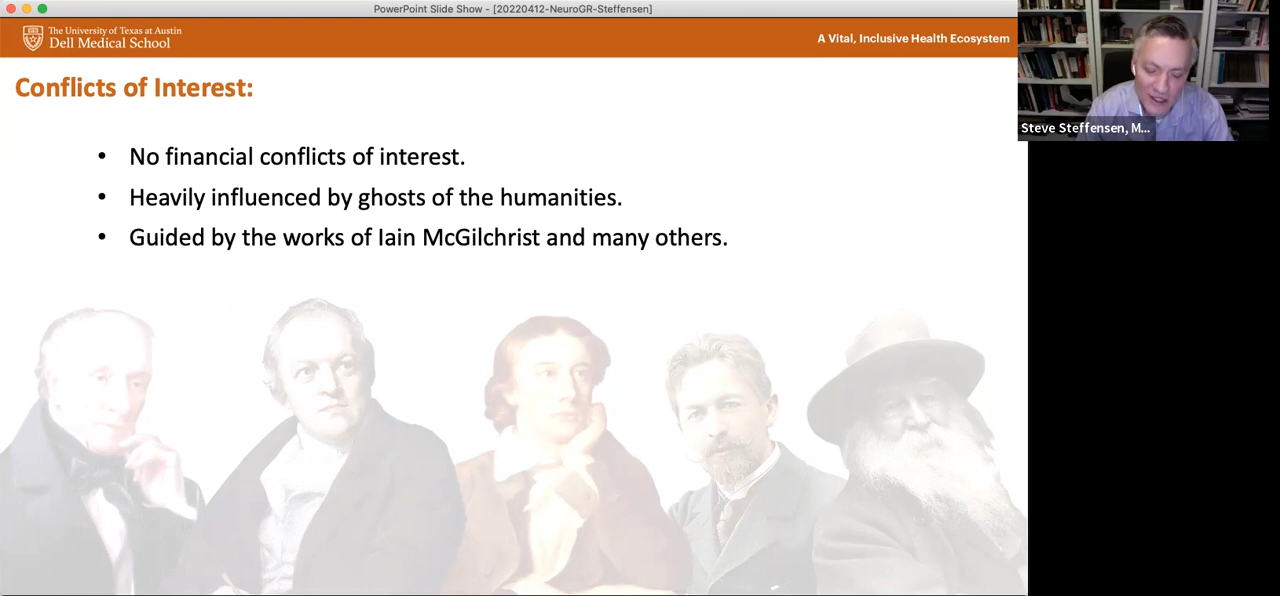 PowerPoint Slide Show - [20220412-NeuroGR-Steffensen]
The University of Texas at Austin
Dell Medical School
A Vital, Inclusive Health Ecosystem
Conflicts of Interest:
• No financial conflicts of interest.
• Heavily influenced by ghosts of the humanities.
• Guided by the works of Iain McGilchrist and many others.
Steve Steffensen, M...